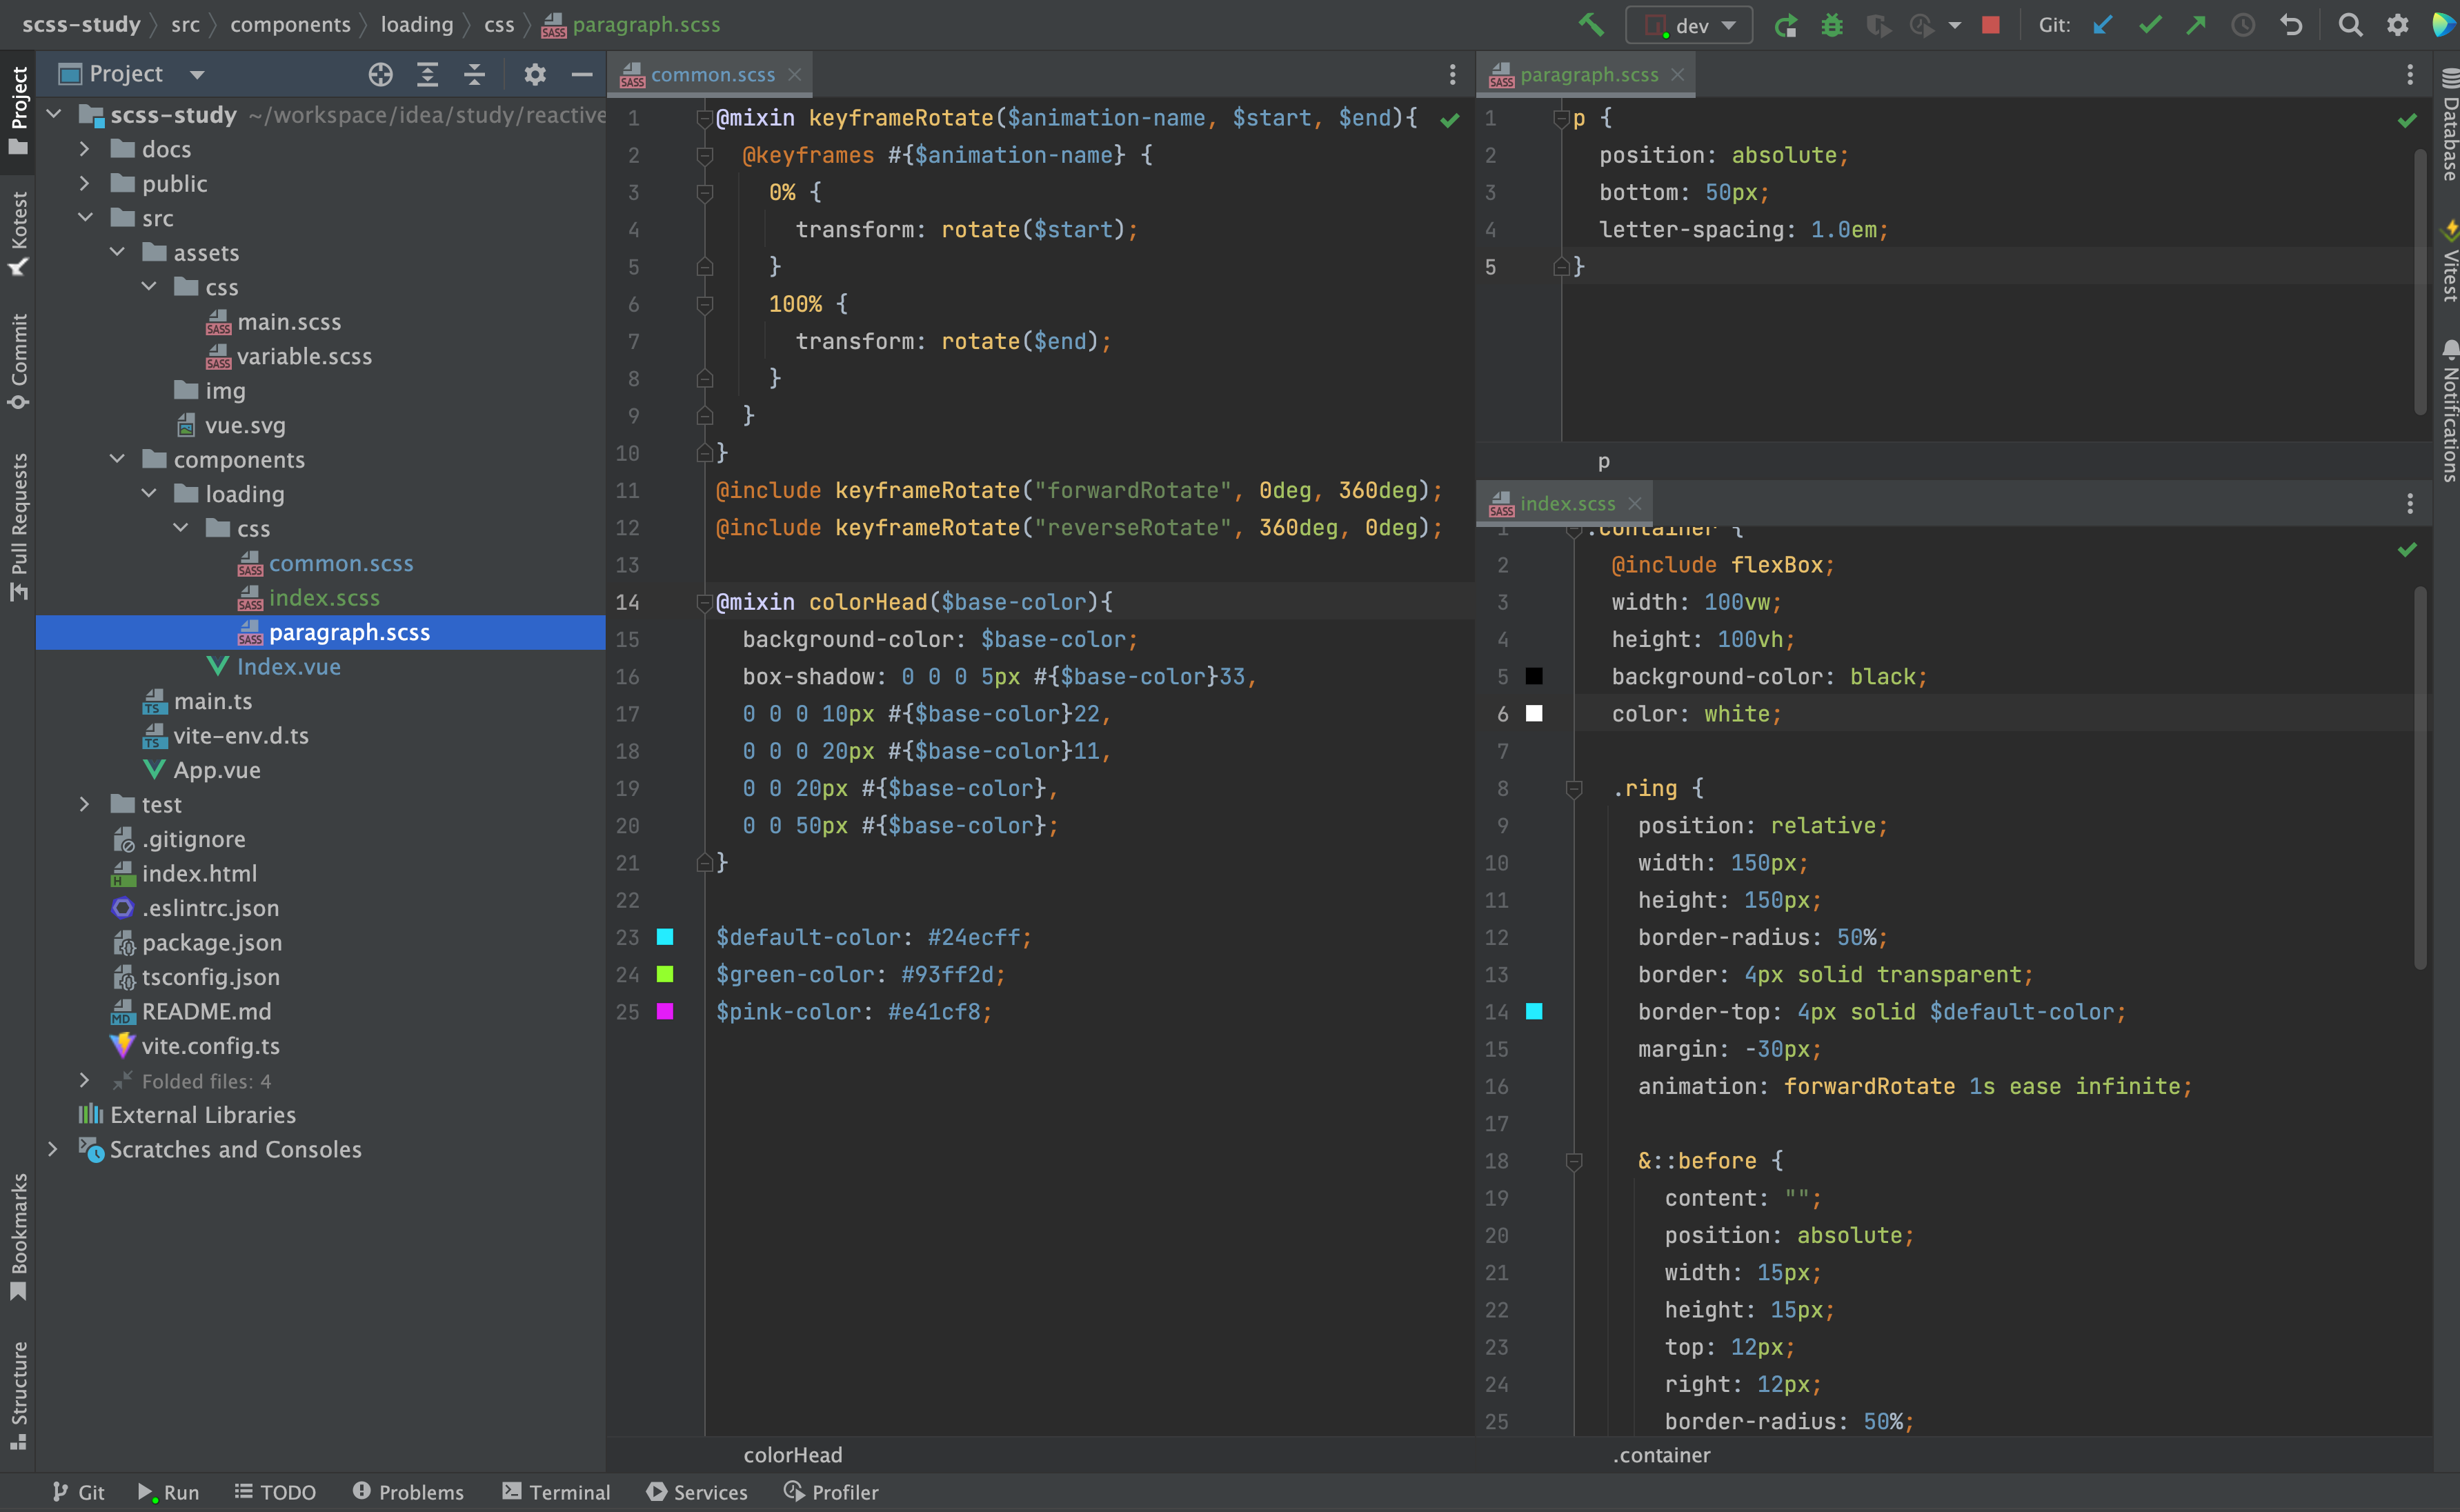 scss-study
src
components
loading
css
paragraph.scss
dev
Git:
Project
Project
Kotest
Commit
Pull Requests
Bookmarks
Structure
scss-study ~/workspace/idea/study/reactive
docs
public
src
assets
css
main.scss
variable.scss
img
vue.svg
components
loading
css
common.scss
index.scss
paragraph.scss
Index.vue
main.ts
vite-env.d.ts
App.vue
test
.gitignore
index.html
.eslintrc.json
package.json
tsconfig.json
README.md
vite.config.ts
Folded files: 4
External Libraries
Scratches and Consoles
common.scss
1 @mixin keyframeRotate($animation-name, $start, $end){
2 @keyframes #{$animation-name} {
3 0% {
4 transform: rotate($start);
5 }
6 100% {
7 transform: rotate($end);
8 }
9 }
10 }
11 @include keyframeRotate("forwardRotate", 0deg, 360deg);
12 @include keyframeRotate("reverseRotate", 360deg, 0deg);
13
14 @mixin colorHead($base-color){
15 background-color: $base-color;
16 box-shadow: 0 0 0 5px #{$base-color}33,
17 0 0 0 10px #{$base-color}22,
18 0 0 0 20px #{$base-color}11,
19 0 0 20px #{$base-color},
20 0 0 50px #{$base-color};
21 }
22
23 $default-color: #24ecff;
24 $green-color: #93ff2d;
25 $pink-color: #e41cf8;
colorHead
paragraph.scss
1 p {
2 position: absolute;
3 bottom: 50px;
4 letter-spacing: 1.0em;
5 }
p
index.scss
1 .container {
2 @include flexBox;
3 width: 100vw;
4 height: 100vh;
5 background-color: black;
6 color: white;
7
8 .ring {
9 position: relative;
10 width: 150px;
11 height: 150px;
12 border-radius: 50%;
13 border: 4px solid transparent;
14 border-top: 4px solid $default-color;
15 margin: -30px;
16 animation: forwardRotate 1s ease infinite;
17
18 &::before {
19 content: "";
20 position: absolute;
21 width: 15px;
22 height: 15px;
23 top: 12px;
24 right: 12px;
25 border-radius: 50%;
.container
Database
Vitest
Notifications
Git
Run
TODO
Problems
Terminal
Services
Profiler